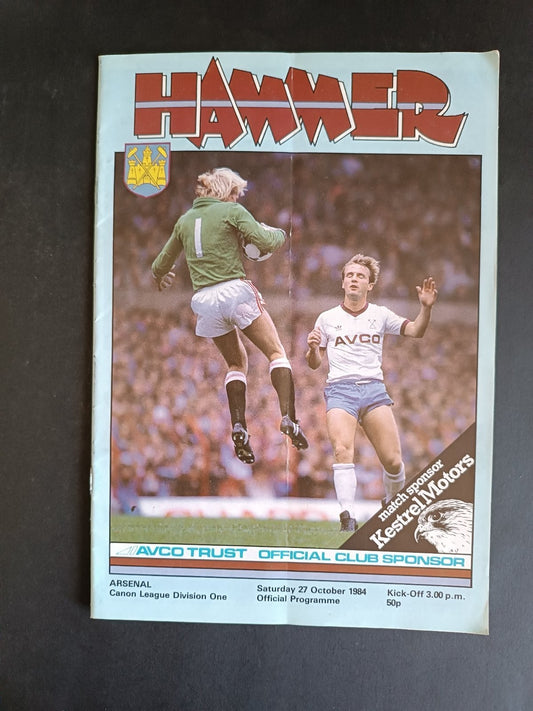 HAMMER
1
AVCO
match sponsor
Kestrel Motors
AVCO TRUST OFFICIAL CLUB SPONSOR
ARSENAL
Canon League Division One
Saturday 27 October 1984
Official Programme
Kick-Off 3.00 p.m.
50p